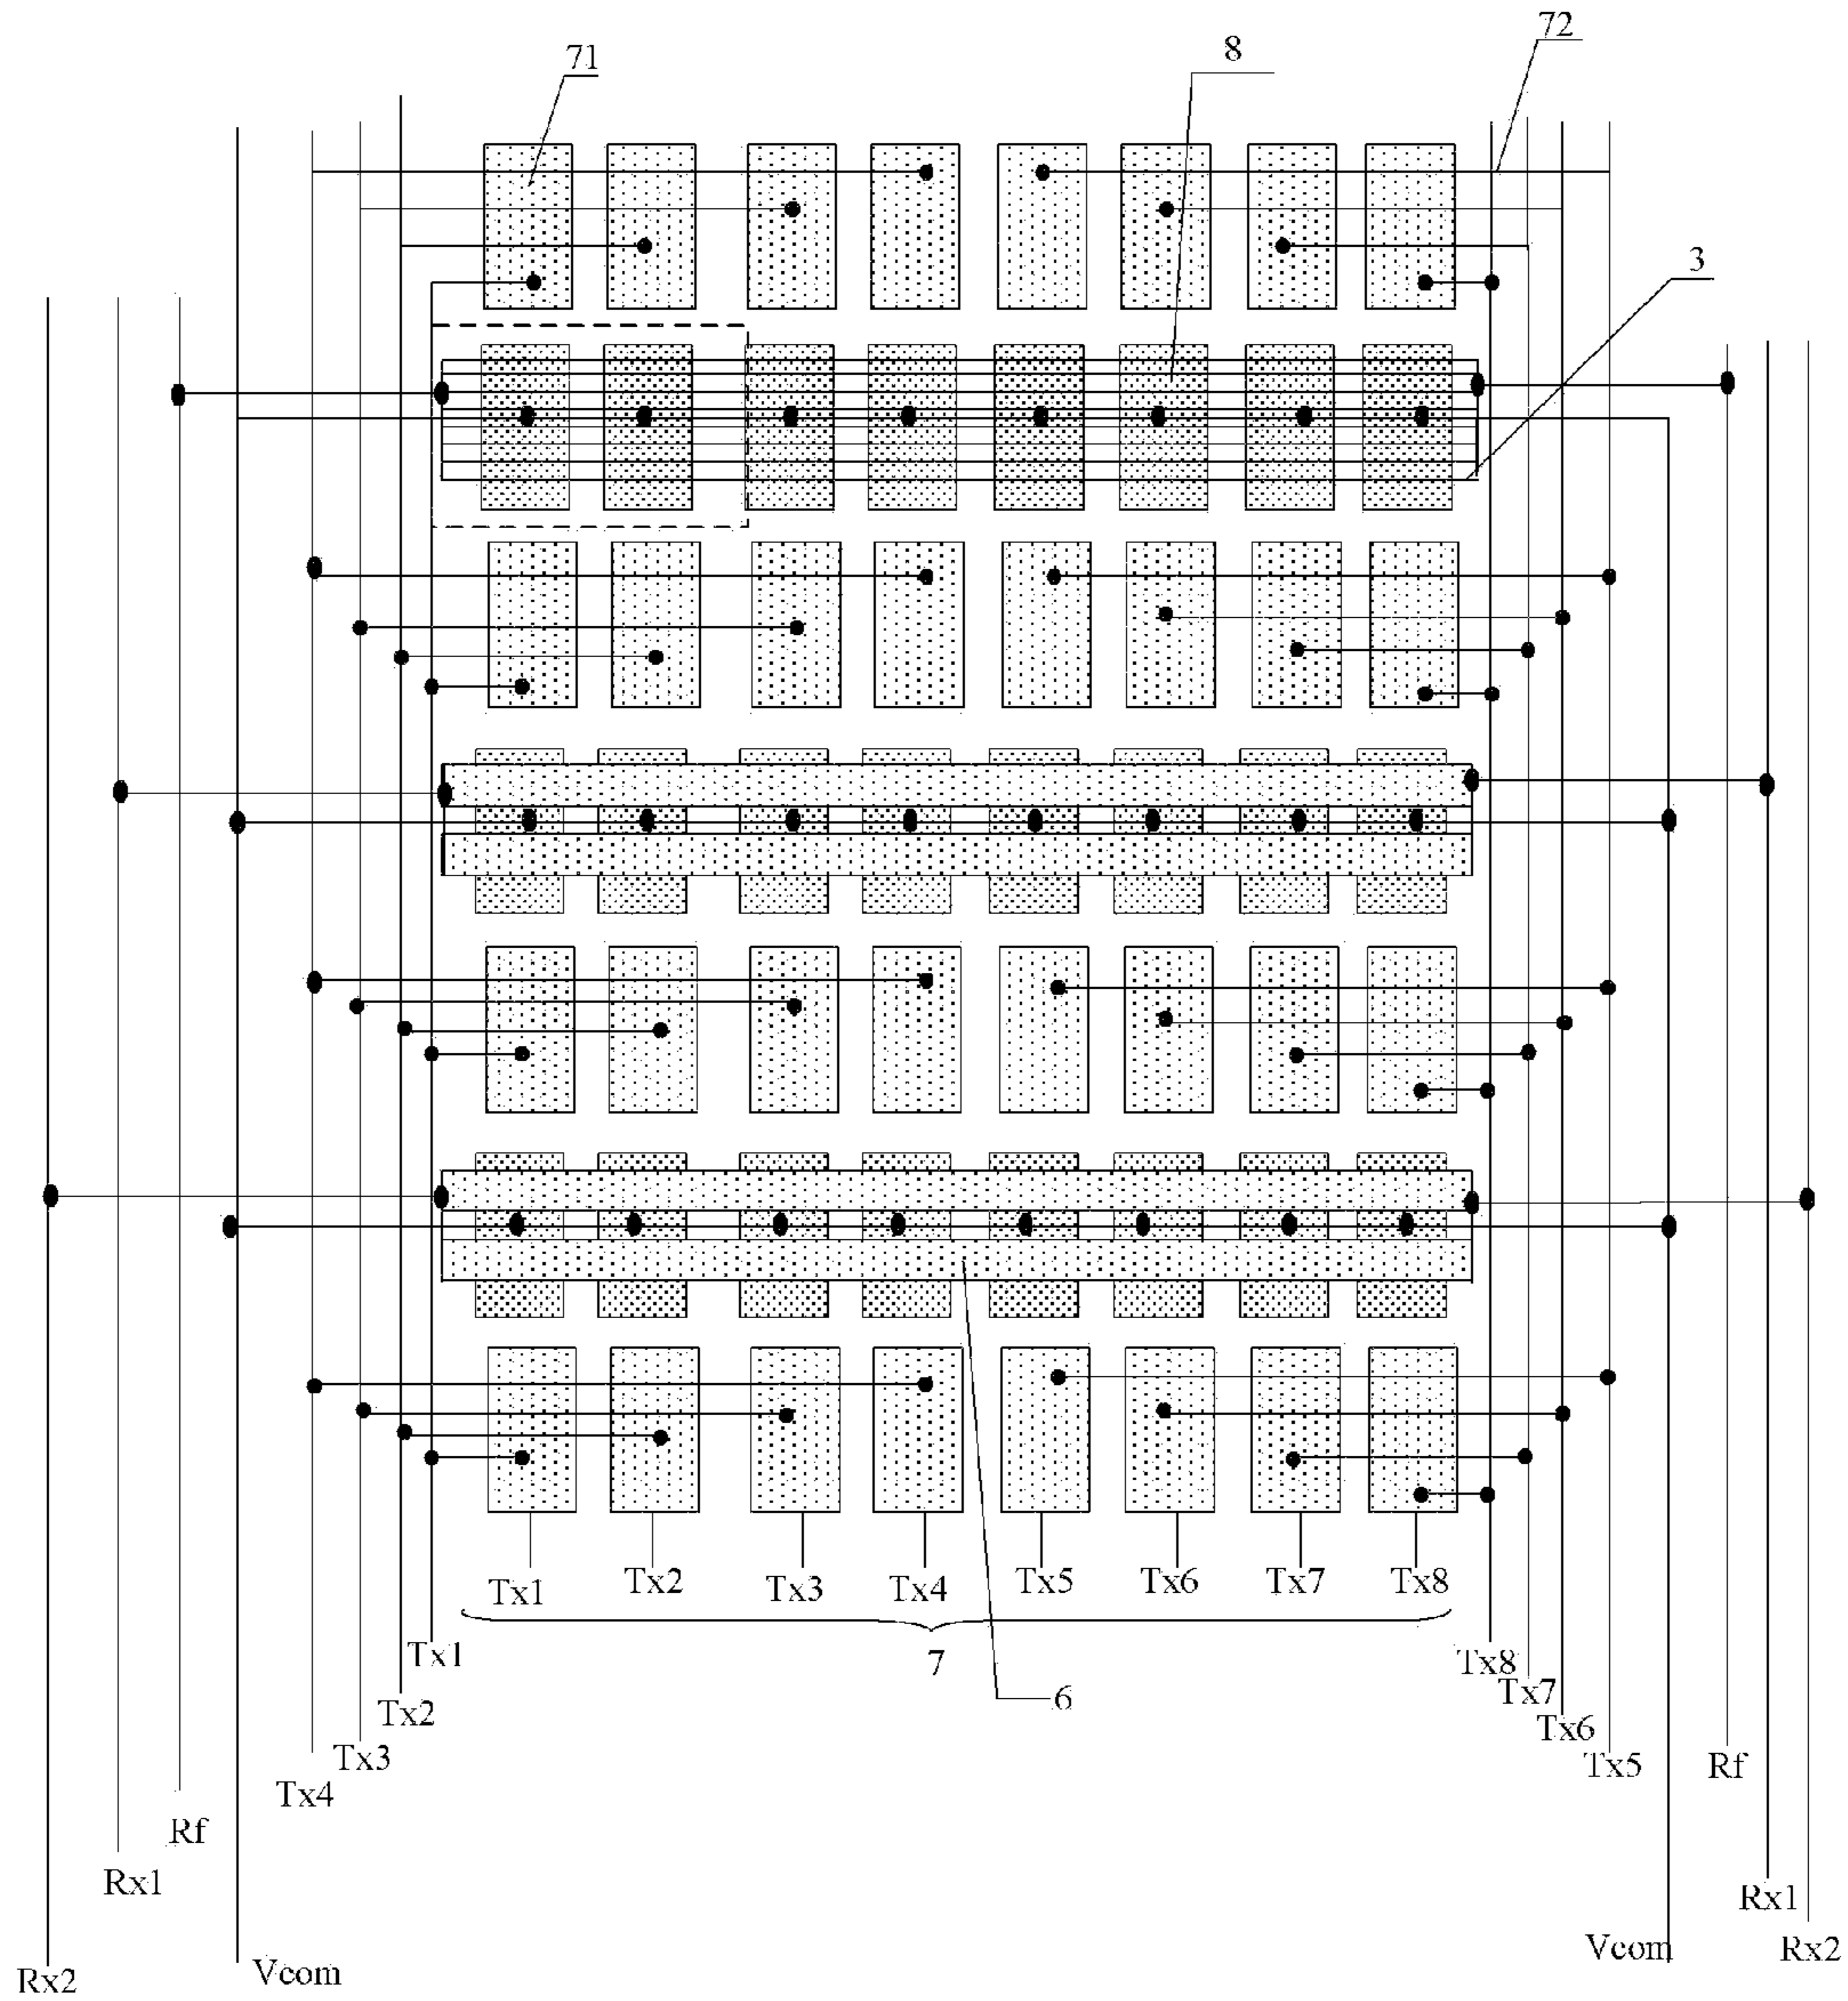 72
8
71
3
Tx1 Tx2 Tx3 Tx4 Tx5 Tx6 Tx7 Tx8
7
6
Tx1
Tx2
Tx3
Tx4
Rf
Rx1
Rx2
Vcom
Tx8
Tx7
Tx6
Tx5
Rf
Rx1
Vcom
Rx2